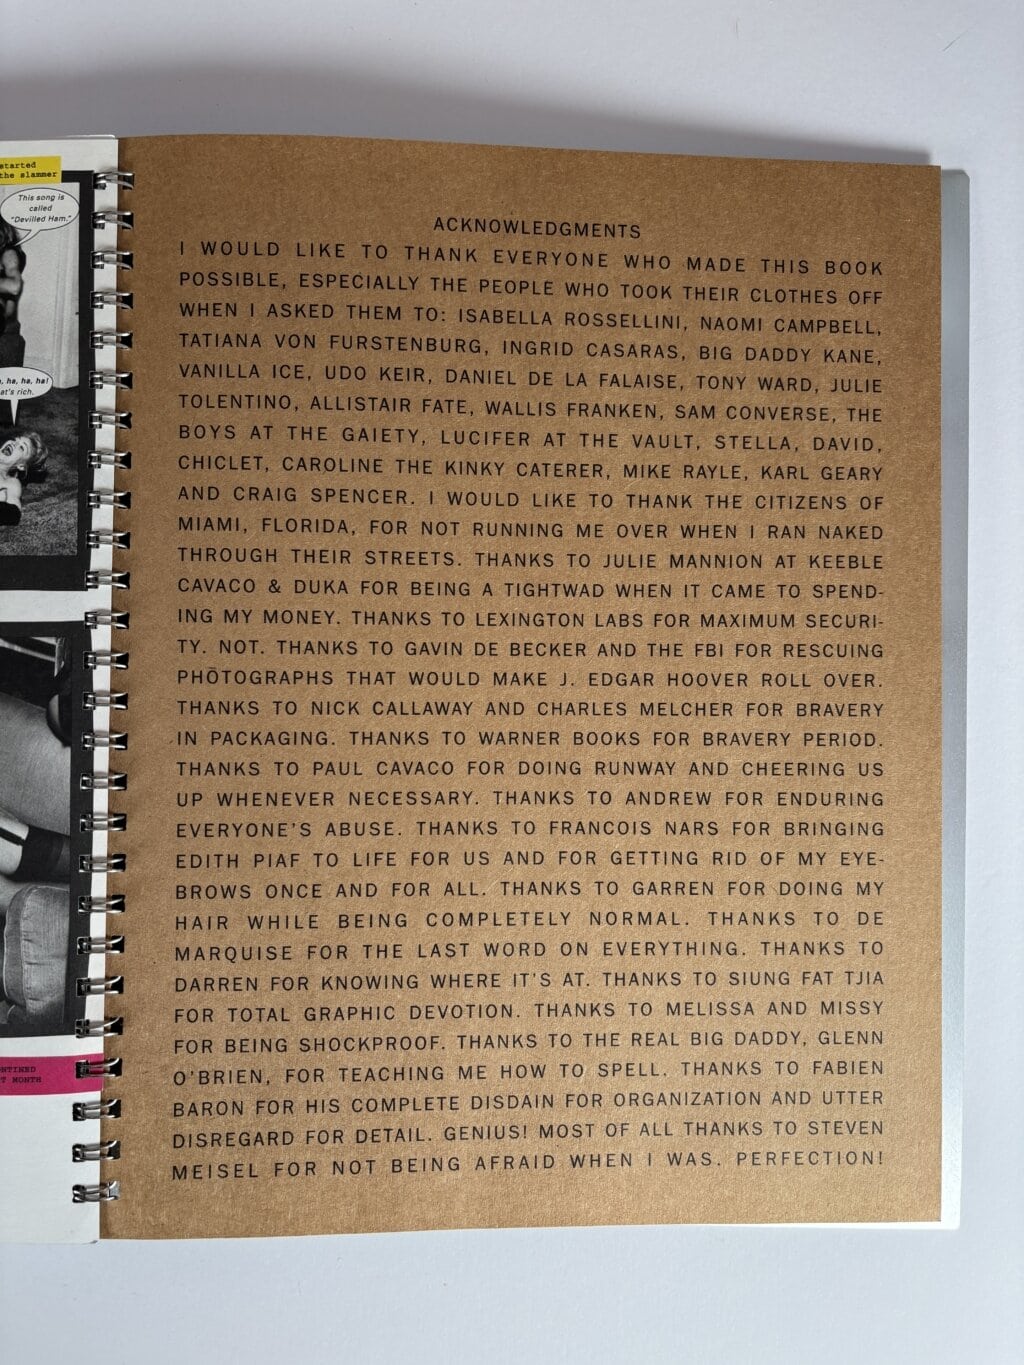 started
the slammer
This song is
called
"Devilled Ham."
ha, ha, ha!
at's rich.
NTINED
T MONTH
ACKNOWLEDGMENTS
I WOULD LIKE TO THANK EVERYONE WHO MADE THIS BOOK
POSSIBLE, ESPECIALLY THE PEOPLE WHO TOOK THEIR CLOTHES OFF
WHEN I ASKED THEM TO: ISABELLA ROSSELLINI, NAOMI CAMPBELL,
TATIANA VON FURSTENBURG, INGRID CASARAS, BIG DADDY KANE,
VANILLA ICE, UDO KEIR, DANIEL DE LA FALAISE, TONY WARD, JULIE
TOLENTINO, ALLISTAIR FATE, WALLIS FRANKEN, SAM CONVERSE, THE
BOYS AT THE GAIETY, LUCIFER AT THE VAULT, STELLA, DAVID,
CHICLET, CAROLINE THE KINKY CATERER, MIKE RAYLE, KARL GEARY
AND CRAIG SPENCER. I WOULD LIKE TO THANK THE CITIZENS OF
MIAMI, FLORIDA, FOR NOT RUNNING ME OVER WHEN I RAN NAKED
THROUGH THEIR STREETS. THANKS TO JULIE MANNION AT KEEBLE
CAVACO & DUKA FOR BEING A TIGHTWAD WHEN IT CAME TO SPEND-
ING MY MONEY. THANKS TO LEXINGTON LABS FOR MAXIMUM SECURI-
TY. NOT. THANKS TO GAVIN DE BECKER AND THE FBI FOR RESCUING
PHŌTOGRAPHS THAT WOULD MAKE J. EDGAR HOOVER ROLL OVER.
THANKS TO NICK CALLAWAY AND CHARLES MELCHER FOR BRAVERY
IN PACKAGING. THANKS TO WARNER BOOKS FOR BRAVERY PERIOD.
THANKS TO PAUL CAVACO FOR DOING RUNWAY AND CHEERING US
UP WHENEVER NECESSARY. THANKS TO ANDREW FOR ENDURING
EVERYONE'S ABUSE. THANKS TO FRANCOIS NARS FOR BRINGING
EDITH PIAF TO LIFE FOR US AND FOR GETTING RID OF MY EYE-
BROWS ONCE AND FOR ALL. THANKS TO GARREN FOR DOING MY
HAIR WHILE BEING COMPLETELY NORMAL. THANKS TO DE
MARQUISE FOR THE LAST WORD ON EVERYTHING. THANKS TO
DARREN FOR KNOWING WHERE IT'S AT. THANKS TO SIUNG FAT TJIA
FOR TOTAL GRAPHIC DEVOTION. THANKS TO MELISSA AND MISSY
FOR BEING SHOCKPROOF. THANKS TO THE REAL BIG DADDY, GLENN
O'BRIEN, FOR TEACHING ME HOW TO SPELL. THANKS TO FABIEN
BARON FOR HIS COMPLETE DISDAIN FOR ORGANIZATION AND UTTER
DISREGARD FOR DETAIL. GENIUS! MOST OF ALL THANKS TO STEVEN
MEISEL FOR NOT BEING AFRAID WHEN I WAS. PERFECTION!